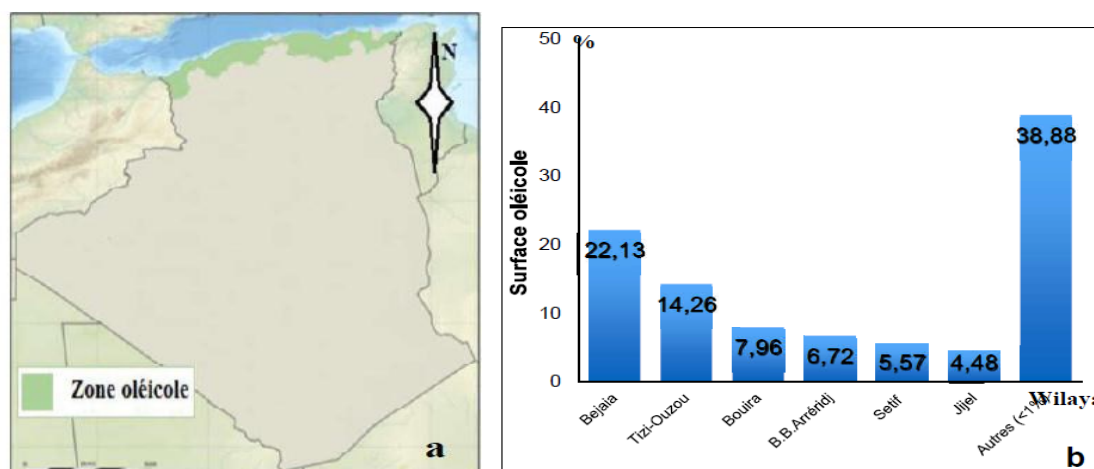 N
Zone oléicole
a
50
%
40
30
20
10
0
Surface oléicole
22,13
14,26
7,96
6,72
5,57
4,48
38,88
Bejaia
Tizi-Ouzou
Bouira
B.B.Arréridj
Setif
Jijel
Autres (<1%)
Wilaya
b